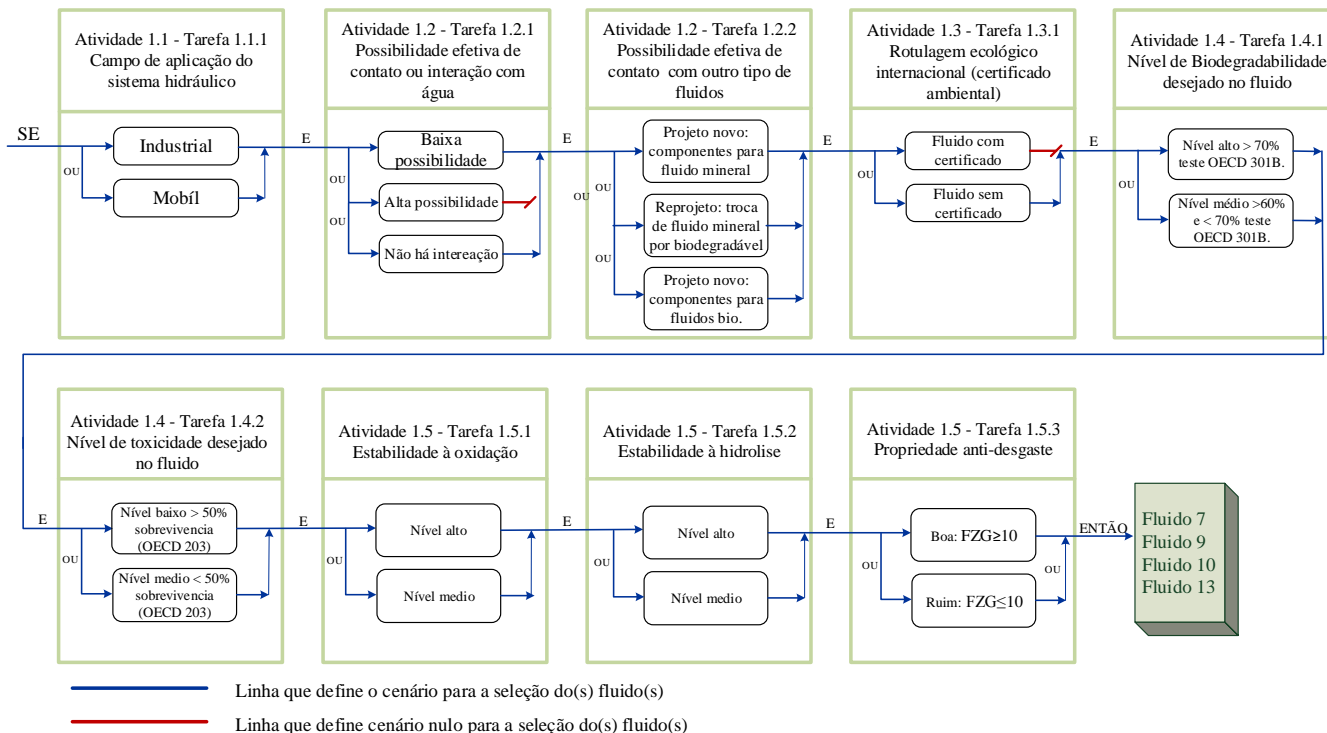 Atividade 1.1 - Tarefa 1.1.1
Campo de aplicação do
sistema hidráulico
SE
Industrial
OU
Mobíl
E
Atividade 1.2 - Tarefa 1.2.1
Possibilidade efetiva de
contato ou interação com
água
Baixa
possibilidade
OU
Alta possibilidade
OU
Não há intereação
E
Atividade 1.2 - Tarefa 1.2.2
Possibilidade efetiva de
contato com outro tipo de
fluidos
Projeto novo:
componentes para
fluido mineral
OU
OU
Reprojeto: troca
de fluido mineral
por biodegradável
OU
Projeto novo:
componentes para
fluidos bio.
E
Atividade 1.3 - Tarefa 1.3.1
Rotulagem ecológico
internacional (certificado
ambiental)
Fluido com
certificado
OU
Fluido sem
certificado
E
Atividade 1.4 - Tarefa 1.4.1
Nível de Biodegradabilidade
desejado no fluido
Nível alto > 70%
teste OECD 301B.
OU
Nível médio >60%
e < 70% teste
OECD 301B.
Atividade 1.4 - Tarefa 1.4.2
Nível de toxicidade desejado
no fluido
E
Nível baixo > 50%
sobrevivencia
(OECD 203)
OU
Nível medio < 50%
sobrevivencia
(OECD 203)
E
Atividade 1.5 - Tarefa 1.5.1
Estabilidade à oxidação
Nível alto
OU
Nível medio
E
Atividade 1.5 - Tarefa 1.5.2
Estabilidade à hidrolise
Nível alto
OU
Nível medio
E
Atividade 1.5 - Tarefa 1.5.3
Propriedade anti-desgaste
Boa: FZG≥10
OU
OU
Ruim: FZG≤10
ENTÃO
Fluido 7
Fluido 9
Fluido 10
Fluido 13
Linha que define o cenário para a seleção do(s) fluido(s)
Linha que define cenário nulo para a seleção do(s) fluido(s)